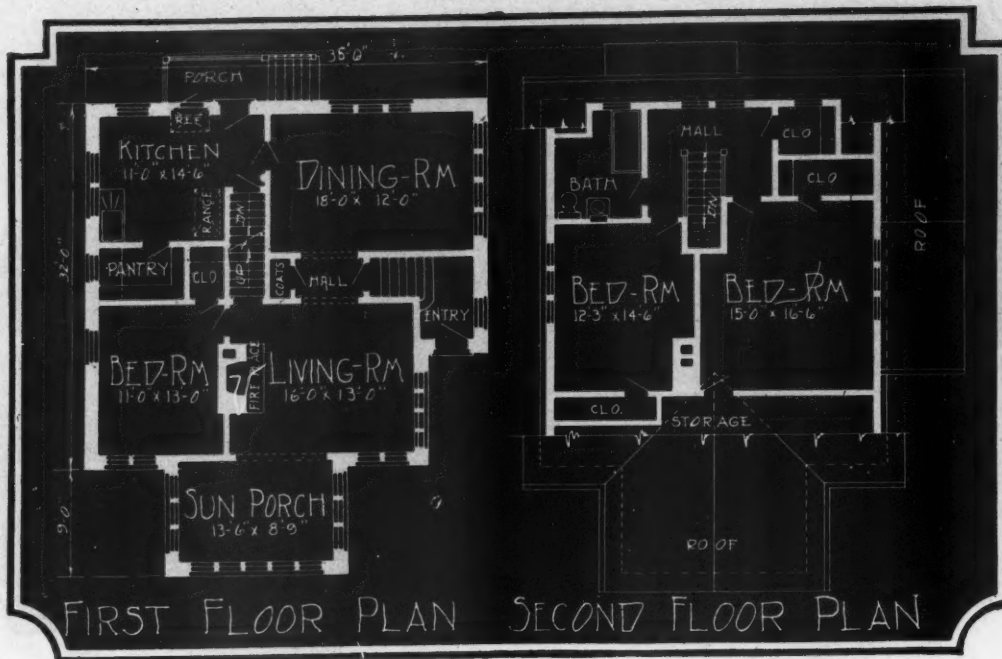 35'0"
PORCH
REF.
KITCHEN
11'-0" x 14'-6"
RANGE
DINING-RM
18-0 x 12-0"
32'-0"
PANTRY
CLO
UP
DN
COATS
HALL
ENTRY
BED-RM
11-0 x 13-0"
FIRE PLACE
LIVING-RM
16-0 x 13-0"
9-0
SUN PORCH
13'-6" x 8'-9"
FIRST FLOOR PLAN
HALL
CLO
CLO
BATH
DN
ROOF
BED-RM
12-3" x 14-6"
BED-RM
15-0" x 16-6"
CLO.
STORAGE
ROOF
SECOND FLOOR PLAN